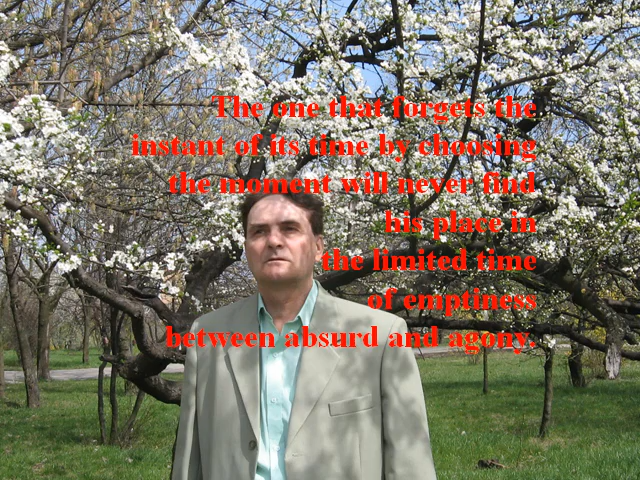 The one that forgets the
instant of its time by choosing
the moment will never find
his place in
the limited time
of emptiness
between absurd and agony.